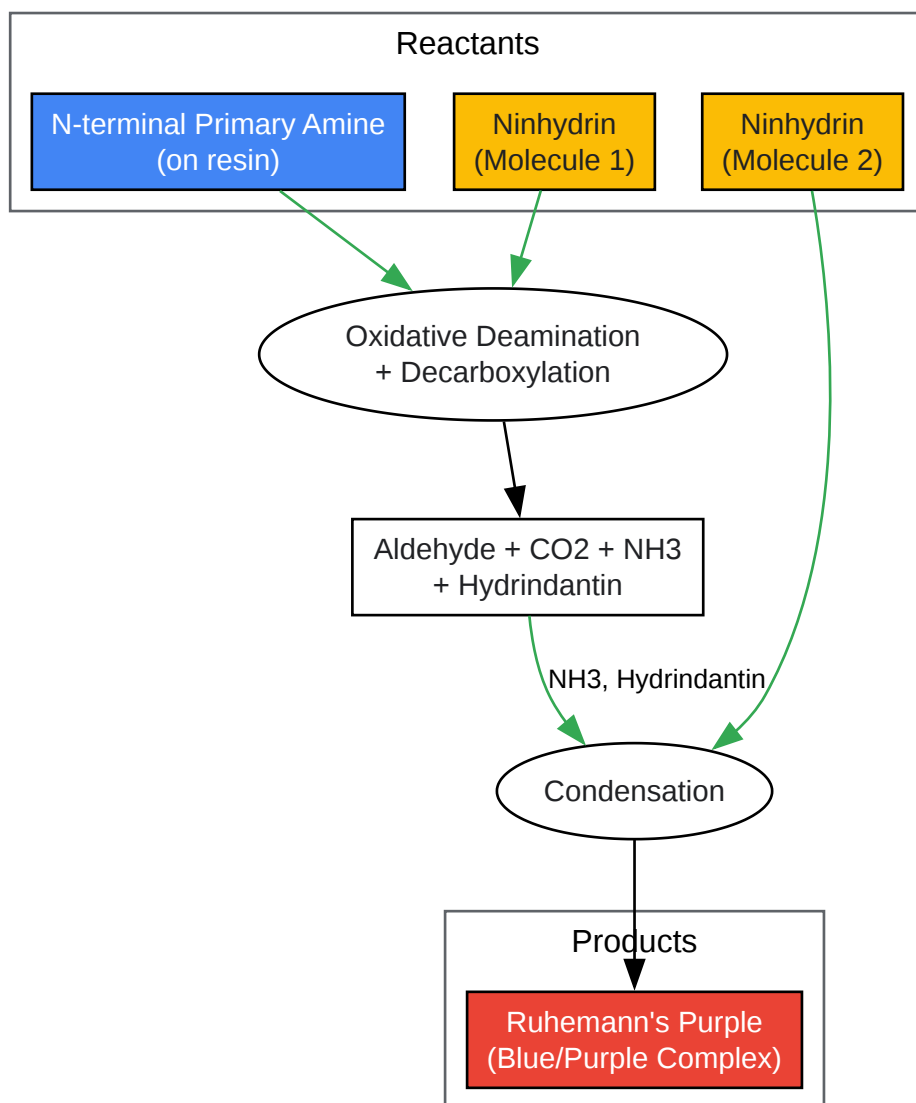 Reactants
N-terminal Primary Amine
(on resin)
Ninhydrin
(Molecule 1)
Ninhydrin
(Molecule 2)
Oxidative Deamination
+ Decarboxylation
Aldehyde + CO2 + NH3
+ Hydrindantin
NH3, Hydrindantin
Condensation
Products
Ruhemann's Purple
(Blue/Purple Complex)